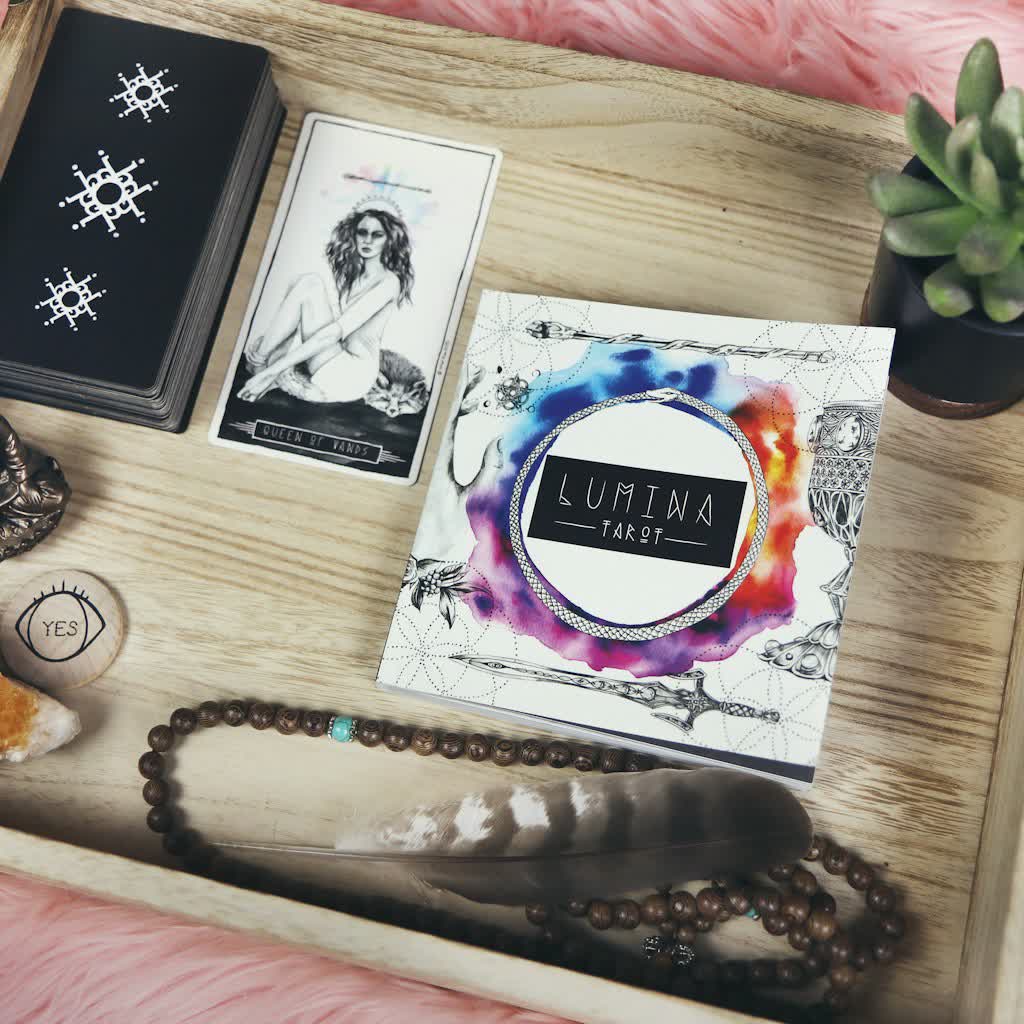 QUEEN OF WANDS
LUMINA
TAROT
YES